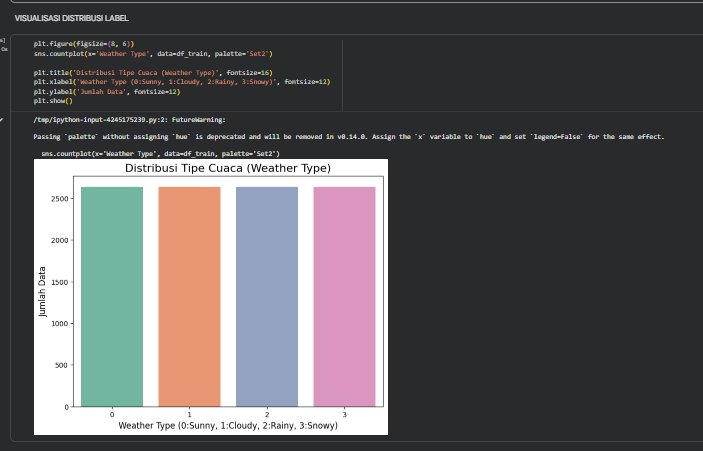 VISUALISASI DISTRIBUSI LABEL
plt.figure(figsize=(8, 6))
sns.countplot(x='Weather Type', data=df_train, palette='Set2')
plt.title('Distribusi Tipe Cuaca (Weather Type)', fontsize=16)
plt.xlabel('Weather Type (0:Sunny, 1:Cloudy, 2:Rainy, 3:Snowy)', fontsize=12)
plt.ylabel('Jumlah Data', fontsize=12)
plt.show()
/tmp/ipython-input-4245175239.py:2: FutureWarning:
Passing `palette` without assigning `hue` is deprecated and will be removed in v0.14.0. Assign the `x` variable to `hue` and set `legend=False` for the same effect.
sns.countplot(x='Weather Type', data=df_train, palette='Set2')
Distribusi Tipe Cuaca (Weather Type)
2500
2000
1500
1000
500
0
Jumlah Data
0 1 2 3
Weather Type (0:Sunny, 1:Cloudy, 2:Rainy, 3:Snowy)